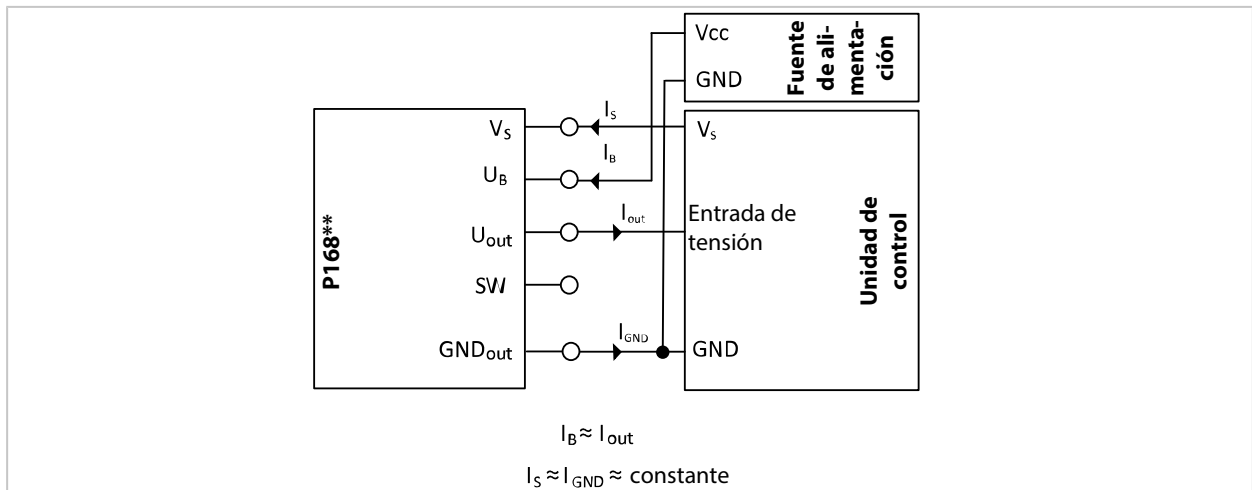 Vcc
GND
Fuente
de ali-
menta-
ción
P168**
V_S
U_B
U_out
SW
GND_out
I_S
I_B
I_out
I_GND
V_s
Entrada de
tensión
GND
Unidad de
control
I_B ≈ I_out
I_S ≈ I_GND ≈ constante